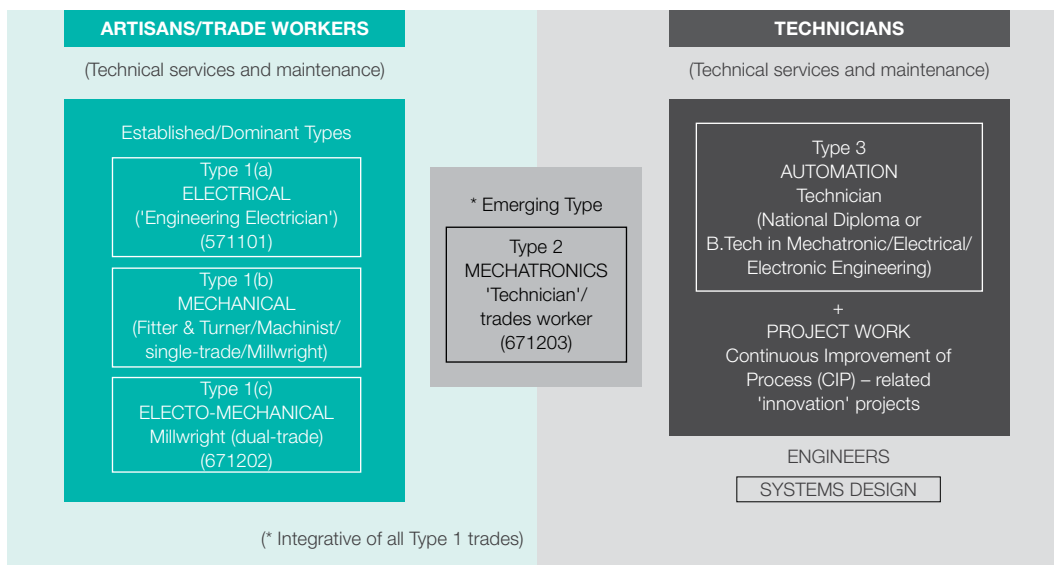 ARTISANS/TRADE WORKERS
(Technical services and maintenance)
Established/Dominant Types
Type 1(a)
ELECTRICAL
('Engineering Electrician')
(571101)
Type 1(b)
MECHANICAL
(Fitter & Turner/Machinist/
single-trade/Millwright)
Type 1(c)
ELECTO-MECHANICAL
Millwright (dual-trade)
(671202)
* Emerging Type
Type 2
MECHATRONICS
'Technician'/
trades worker
(671203)
(* Integrative of all Type 1 trades)
TECHNICIANS
(Technical services and maintenance)
Type 3
AUTOMATION
Technician
(National Diploma or
B.Tech in Mechatronic/Electrical/
Electronic Engineering)
+
PROJECT WORK
Continuous Improvement of
Process (CIP) – related
'innovation' projects
ENGINEERS
SYSTEMS DESIGN